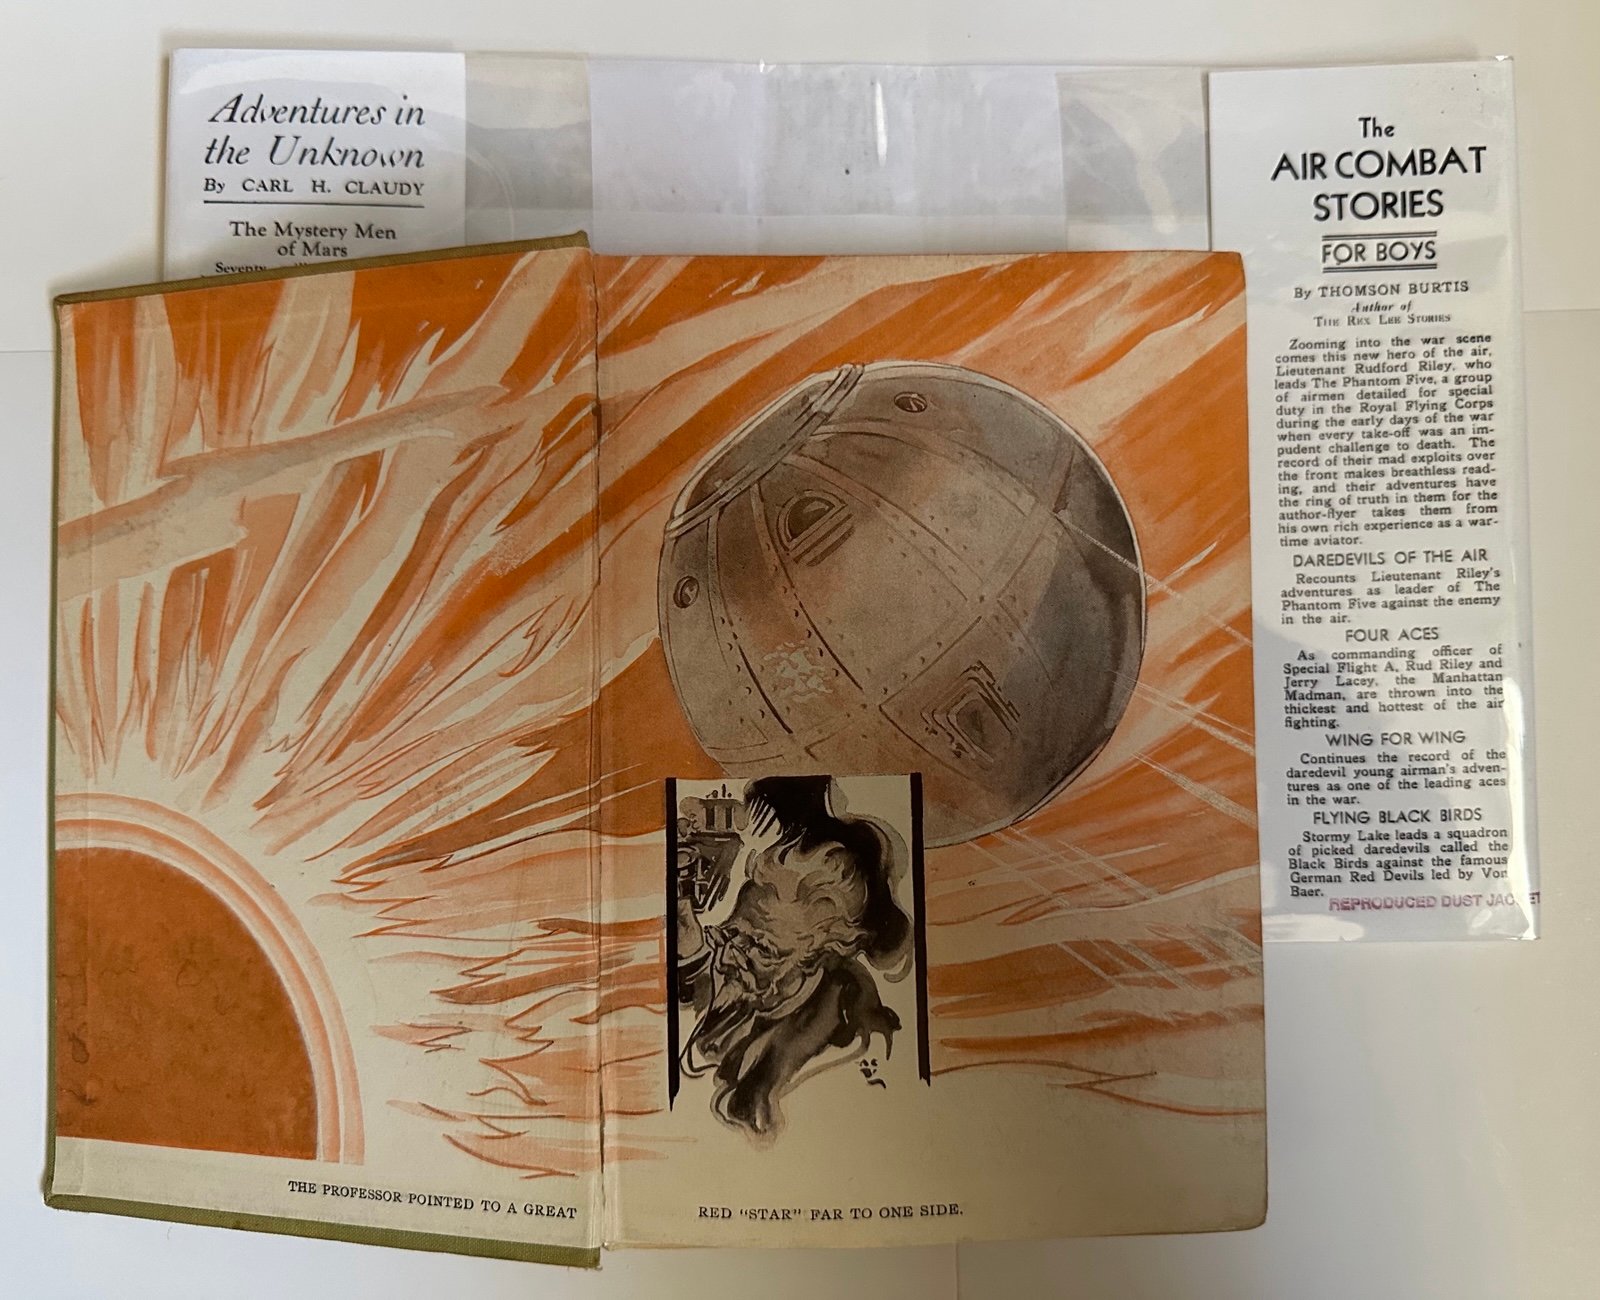 Adventures in
the Unknown
By CARL H. CLAUDY
The Mystery Men
of Mars
Seventy
The
AIR COMBAT
STORIES
FOR BOYS
By THOMSON BURTIS
Author of
THE REX LEE STORIES
Zooming into the war scene
comes this new hero of the air,
Lieutenant Rudford Riley, who
leads The Phantom Five, a group
of airmen detailed for special
duty in the Royal Flying Corps
during the early days of the war
when every take-off was an im-
pudent challenge to death. The
record of their mad exploits over
the front makes breathless read-
ing, and their adventures have
the ring of truth in them for the
author-flyer takes them from
his own rich experience as a war-
time aviator.
DAREDEVILS OF THE AIR
Recounts Lieutenant Riley's
adventures as leader of The
Phantom Five against the enemy
in the air.
FOUR ACES
As commanding officer of
Special Flight A, Rud Riley and
Jerry Lacey, the Manhattan
Madman, are thrown into the
thickest and hottest of the air
fighting.
WING FOR WING
Continues the record of the
daredevil young airman's adven-
tures as one of the leading aces
in the war.
FLYING BLACK BIRDS
Stormy Lake leads a squadron
of picked daredevils called the
Black Birds against the famous
German Red Devils led by Von
Baer.
REPRODUCED DUST JACKET
THE PROFESSOR POINTED TO A GREAT
RED "STAR" FAR TO ONE SIDE.